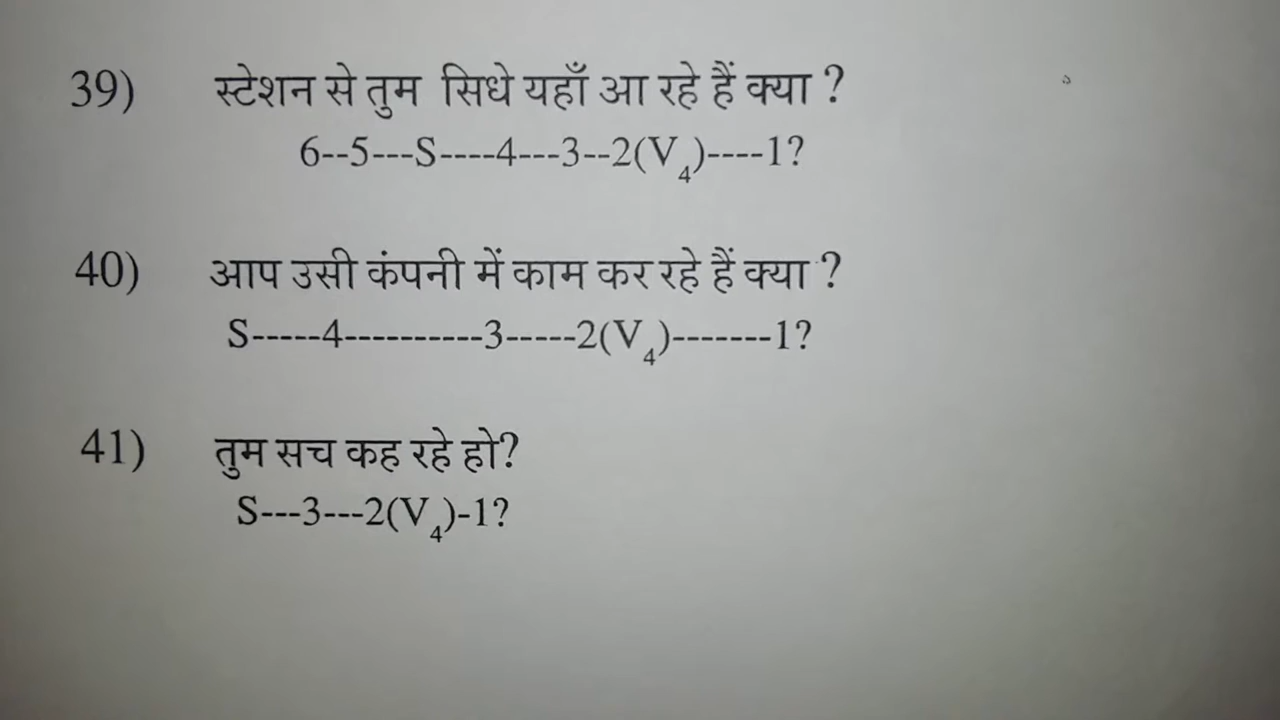 39) स्टेशन से तुम सिधे यहाँ आ रहे हैं क्या ?
6--5---S----4---3--2(V₄)----1?
40) आप उसी कंपनी में काम कर रहे हैं क्या ?
S-----4----------3-----2(V₄)-------1?
41) तुम सच कह रहे हो?
S---3---2(V₄)-1?